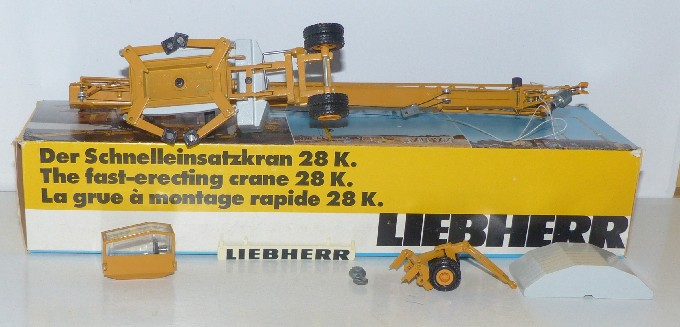 Der Schnelleinsatzkran 28 K.
The fast-erecting crane 28 K.
La grue à montage rapide 28 K.
LIEBHERR
LIEBHERR